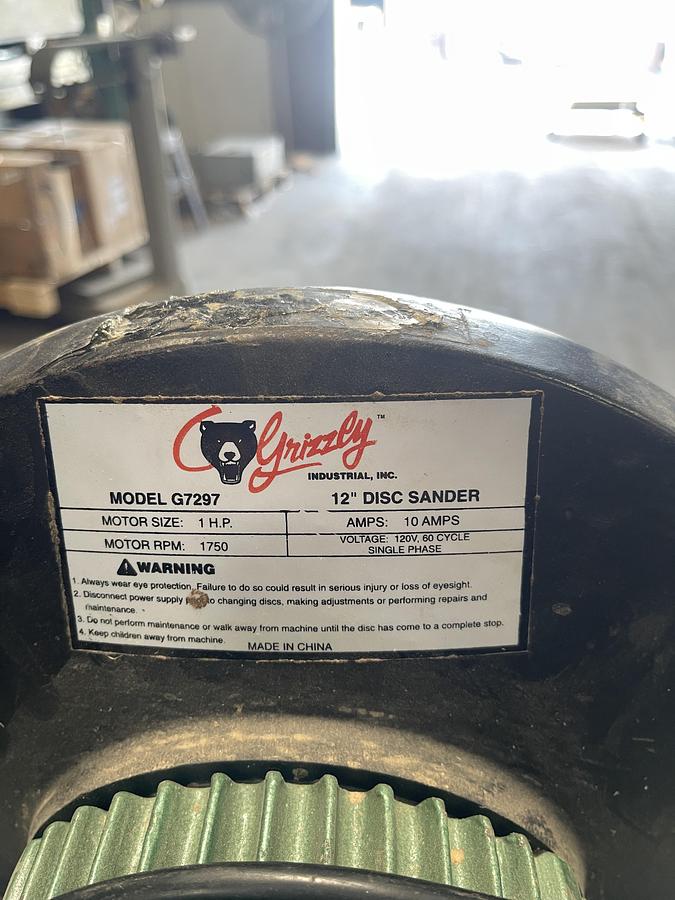 Grizzly ™
INDUSTRIAL, INC.
MODEL G7297 12" DISC SANDER
MOTOR SIZE: 1 H.P. AMPS: 10 AMPS
MOTOR RPM: 1750 VOLTAGE: 120V, 60 CYCLE
SINGLE PHASE
WARNING
1. Always wear eye protection. Failure to do so could result in serious injury or loss of eyesight.
2. Disconnect power supply to changing discs, making adjustments or performing repairs and
maintenance.
3. Do not perform maintenance or walk away from machine until the disc has come to a complete stop.
4. Keep children away from machine.
MADE IN CHINA